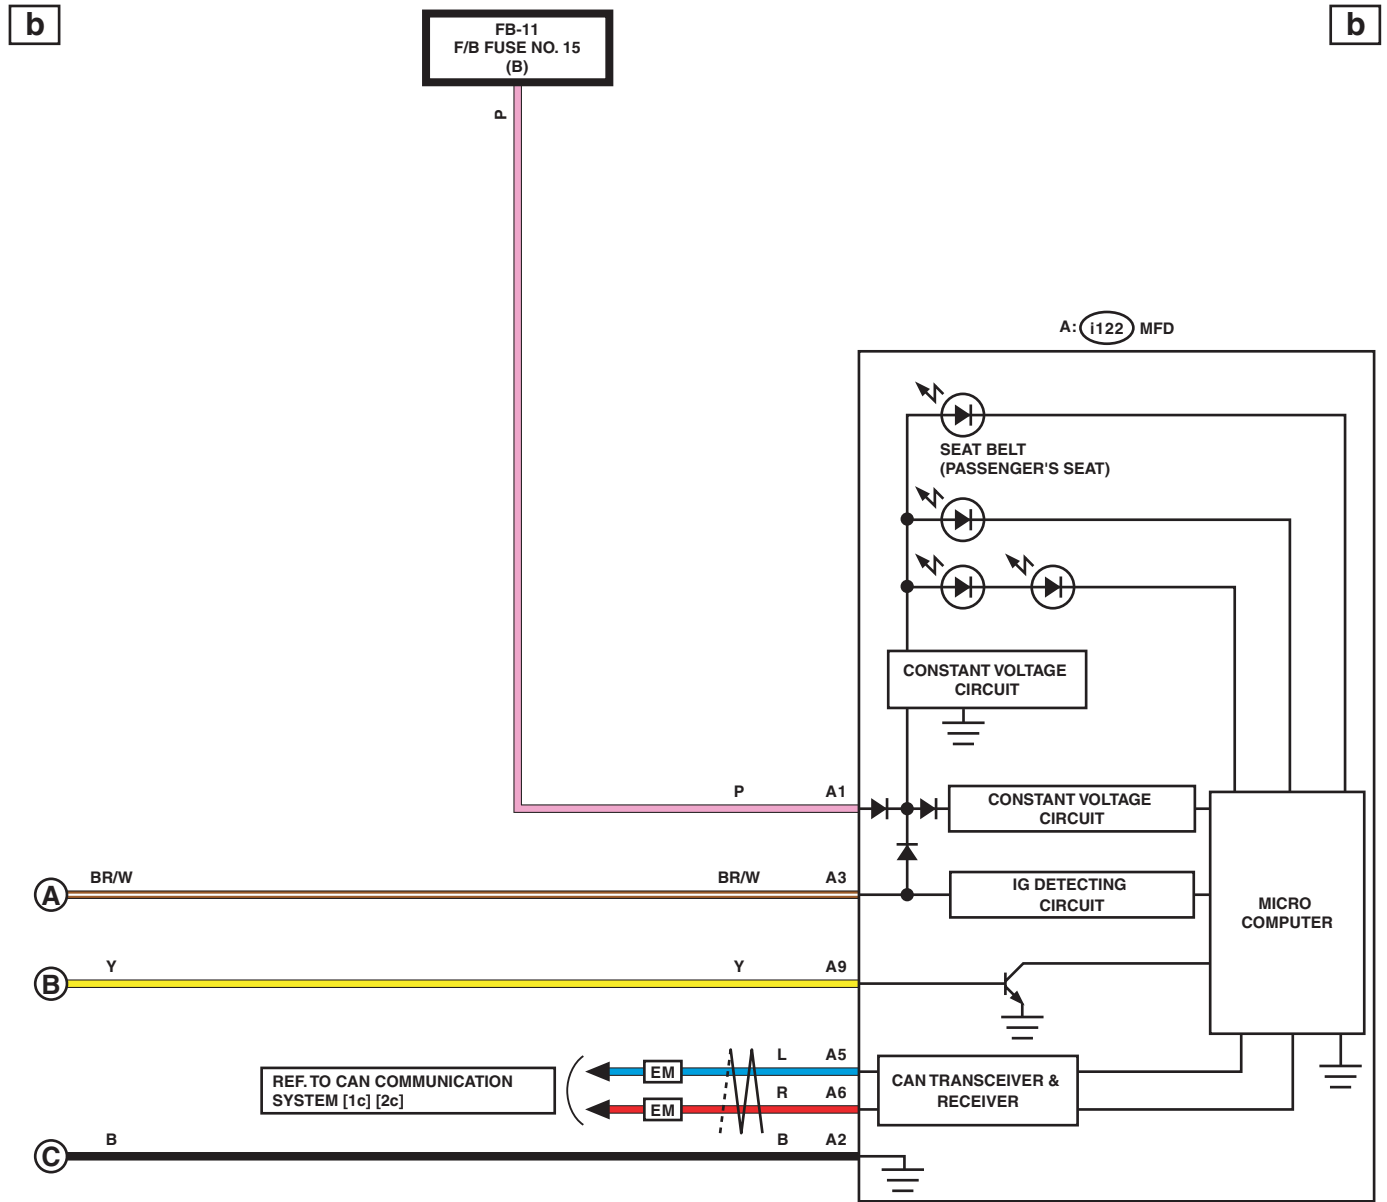 b
b
FB-11
F/B FUSE NO. 15
(B)
P
A: i122 MFD
SEAT BELT
(PASSENGER'S SEAT)
CONSTANT VOLTAGE
CIRCUIT
P A1
CONSTANT VOLTAGE
CIRCUIT
A BR/W BR/W A3
IG DETECTING
CIRCUIT
MICRO
COMPUTER
B Y Y A9
REF. TO CAN COMMUNICATION
SYSTEM [1c] [2c]
EM L A5
EM R A6
CAN TRANSCEIVER &
RECEIVER
C B B A2